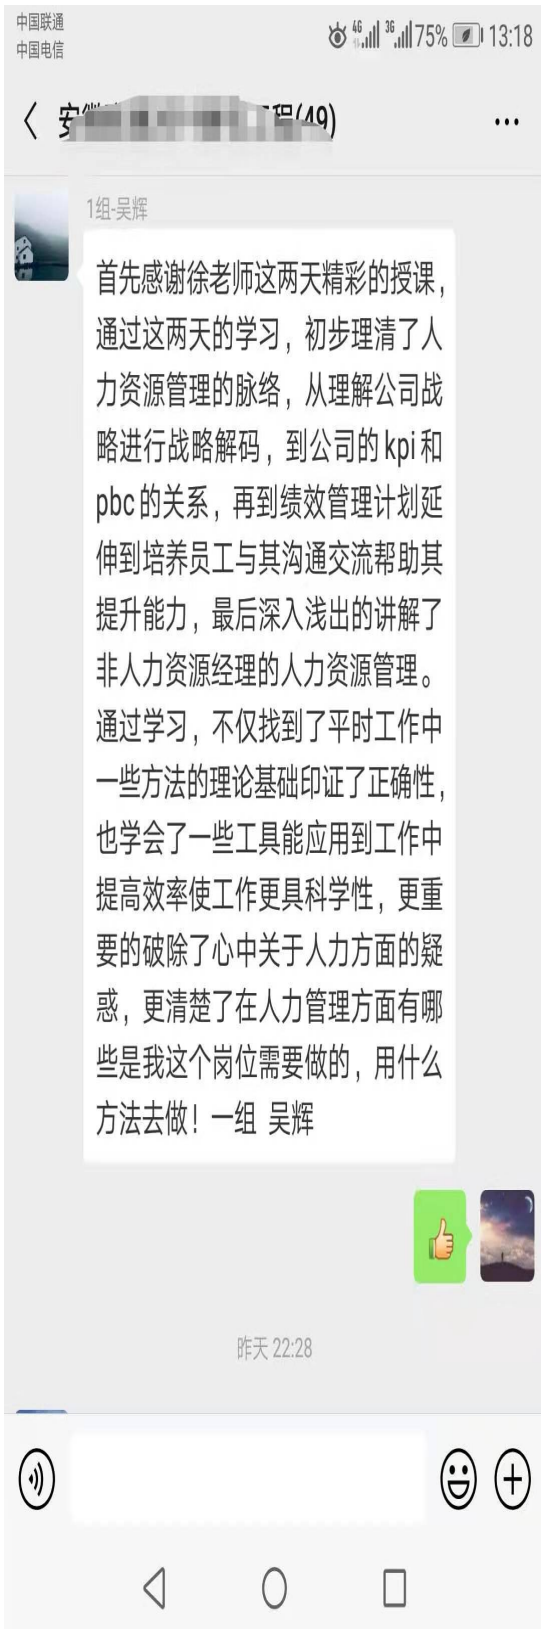 中国联通
中国电信
4G
3G
75%
13:18
程(49)
1组-吴辉
首先感谢徐老师这两天精彩的授课，
通过这两天的学习，初步理清了人
力资源管理的脉络，从理解公司战
略进行战略解码，到公司的kpi和
pbc的关系，再到绩效管理计划延
伸到培养员工与其沟通交流帮助其
提升能力，最后深入浅出的讲解了
非人力资源经理的人力资源管理。
通过学习，不仅找到了平时工作中
一些方法的理论基础印证了正确性，
也学会了一些工具能应用到工作中
提高效率使工作更具科学性，更重
要的破除了心中关于人力方面的疑
惑，更清楚了在人力管理方面有哪
些是我这个岗位需要做的，用什么
方法去做！一组 吴辉
昨天 22:28